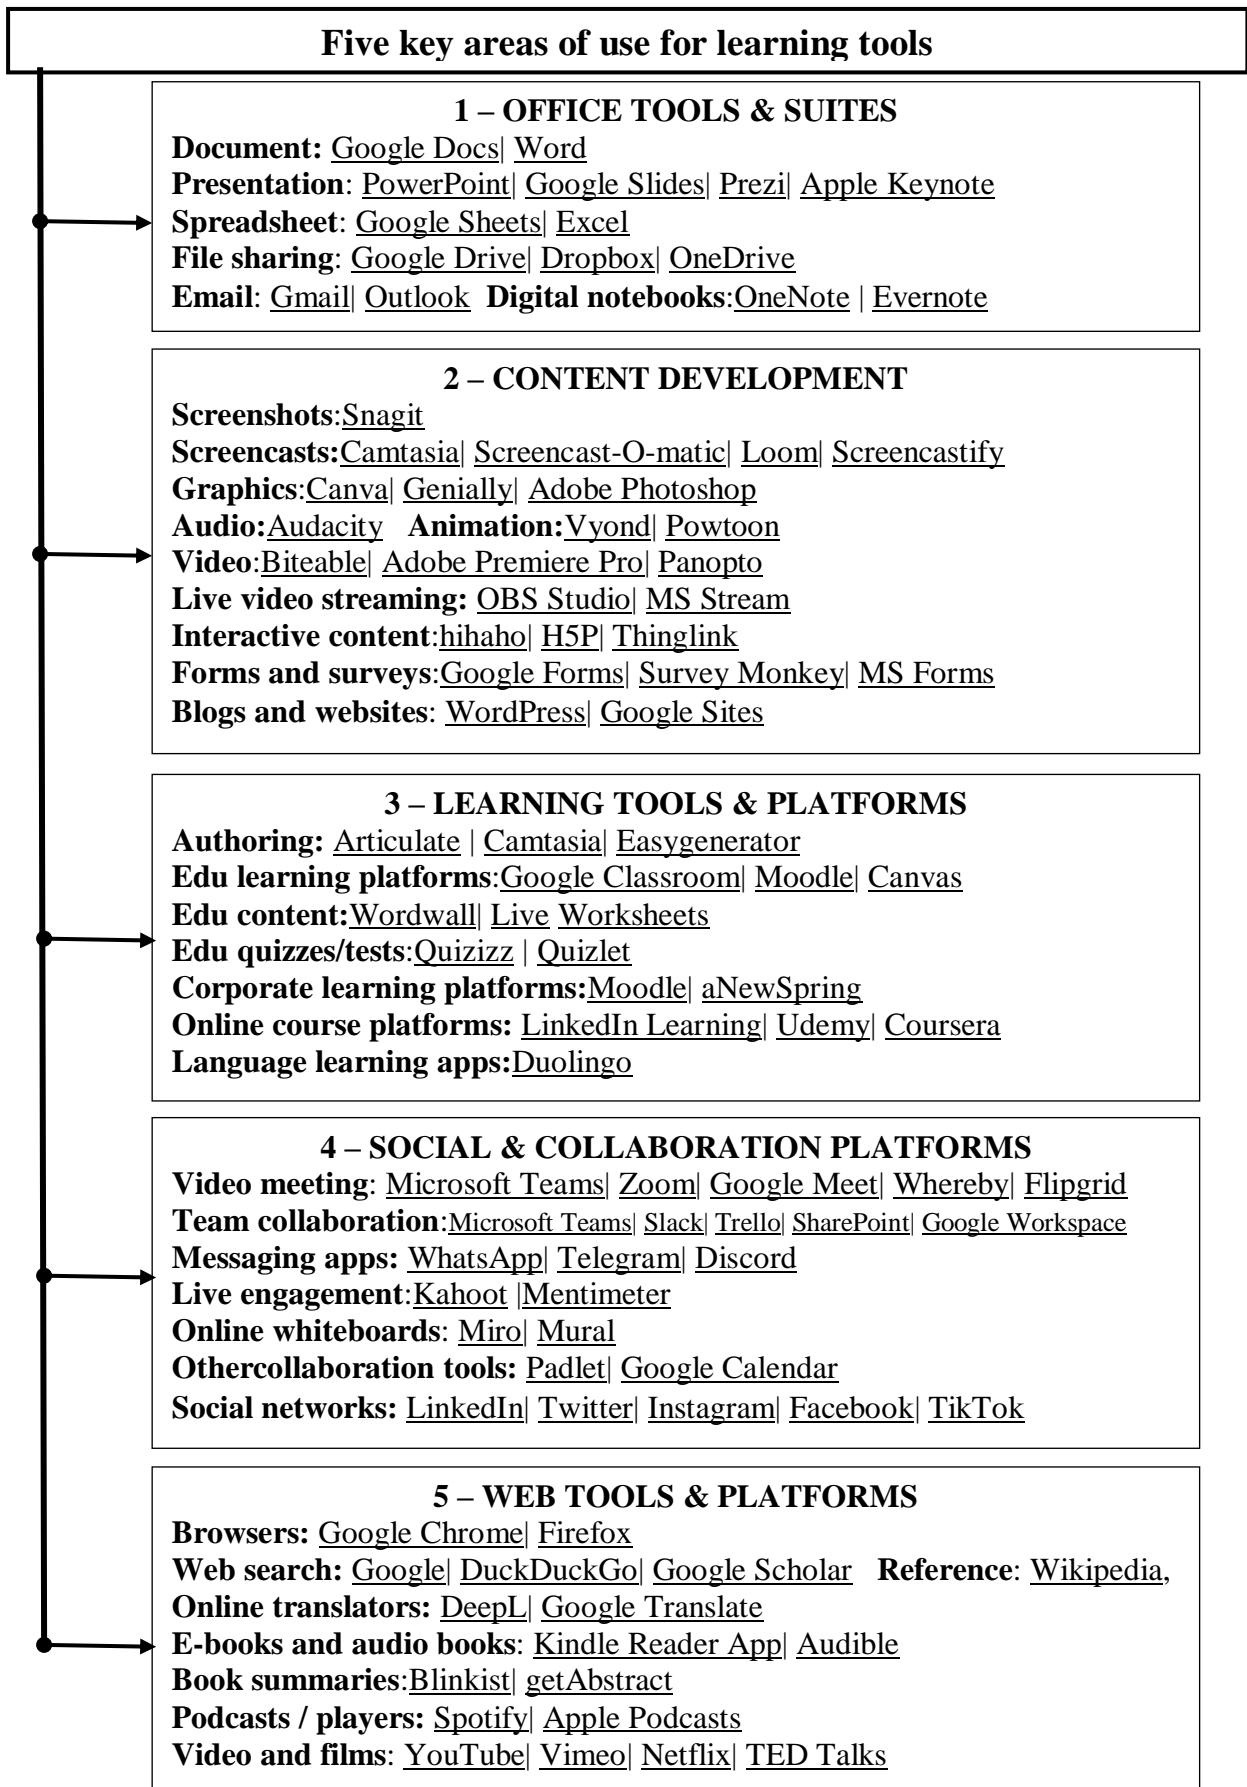 Five key areas of use for learning tools
1 – OFFICE TOOLS & SUITES
Document: Google Docs| Word
Presentation: PowerPoint| Google Slides| Prezi| Apple Keynote
Spreadsheet: Google Sheets| Excel
File sharing: Google Drive| Dropbox| OneDrive
Email: Gmail| Outlook Digital notebooks:OneNote | Evernote
2 – CONTENT DEVELOPMENT
Screenshots:Snagit
Screencasts:Camtasia| Screencast-O-matic| Loom| Screencastify
Graphics:Canva| Genially| Adobe Photoshop
Audio:Audacity Animation:Vyond| Powtoon
Video:Biteable| Adobe Premiere Pro| Panopto
Live video streaming: OBS Studio| MS Stream
Interactive content:hihaho| H5P| Thinglink
Forms and surveys:Google Forms| Survey Monkey| MS Forms
Blogs and websites: WordPress| Google Sites
3 – LEARNING TOOLS & PLATFORMS
Authoring: Articulate | Camtasia| Easygenerator
Edu learning platforms:Google Classroom| Moodle| Canvas
Edu content:Wordwall| Live Worksheets
Edu quizzes/tests:Quizizz | Quizlet
Corporate learning platforms:Moodle| aNewSpring
Online course platforms: LinkedIn Learning| Udemy| Coursera
Language learning apps:Duolingo
4 – SOCIAL & COLLABORATION PLATFORMS
Video meeting: Microsoft Teams| Zoom| Google Meet| Whereby| Flipgrid
Team collaboration:Microsoft Teams| Slack| Trello| SharePoint| Google Workspace
Messaging apps: WhatsApp| Telegram| Discord
Live engagement:Kahoot |Mentimeter
Online whiteboards: Miro| Mural
Othercollaboration tools: Padlet| Google Calendar
Social networks: LinkedIn| Twitter| Instagram| Facebook| TikTok
5 – WEB TOOLS & PLATFORMS
Browsers: Google Chrome| Firefox
Web search: Google| DuckDuckGo| Google Scholar Reference: Wikipedia,
Online translators: DeepL| Google Translate
E-books and audio books: Kindle Reader App| Audible
Book summaries:Blinkist| getAbstract
Podcasts / players: Spotify| Apple Podcasts
Video and films: YouTube| Vimeo| Netflix| TED Talks